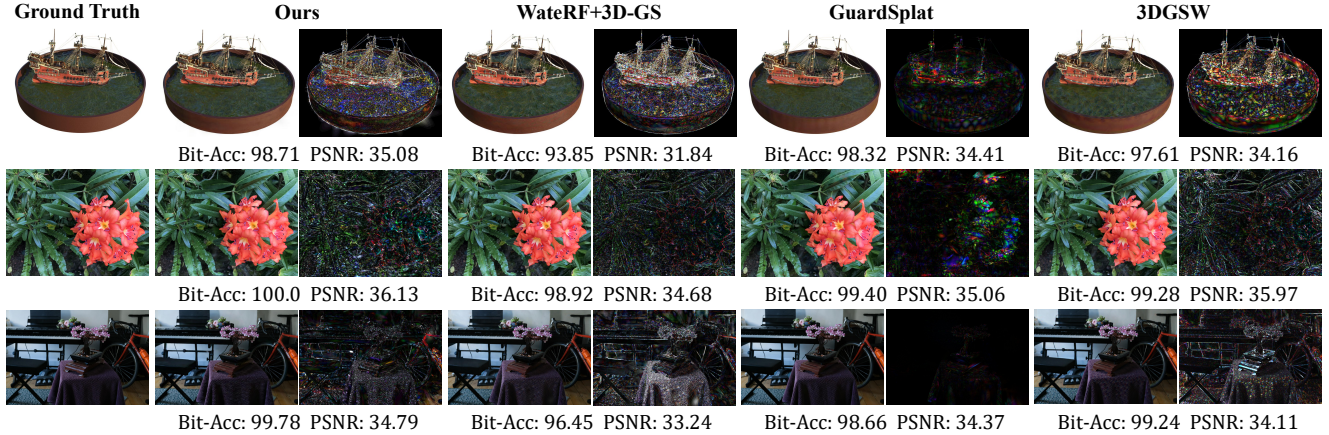 Ground Truth Ours WateRF+3D-GS GuardSplat 3DGSW
Bit-Acc: 98.71 PSNR: 35.08 Bit-Acc: 93.85 PSNR: 31.84 Bit-Acc: 98.32 PSNR: 34.41 Bit-Acc: 97.61 PSNR: 34.16
Bit-Acc: 100.0 PSNR: 36.13 Bit-Acc: 98.92 PSNR: 34.68 Bit-Acc: 99.40 PSNR: 35.06 Bit-Acc: 99.28 PSNR: 35.97
Bit-Acc: 99.78 PSNR: 34.79 Bit-Acc: 96.45 PSNR: 33.24 Bit-Acc: 98.66 PSNR: 34.37 Bit-Acc: 99.24 PSNR: 34.11